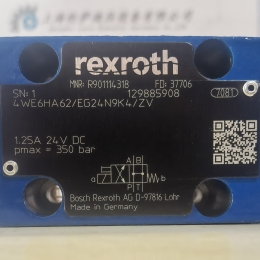 rexroth
MNR: R901114318 FD: 37706
SN: 1 129885908 7081
4WE6HA62/EG24N9K4/ZV
1.25A 24V DC
pmax = 350 bar
A B
a
P T
Bosch Rexroth AG D-97816 Lohr
Made in Germany